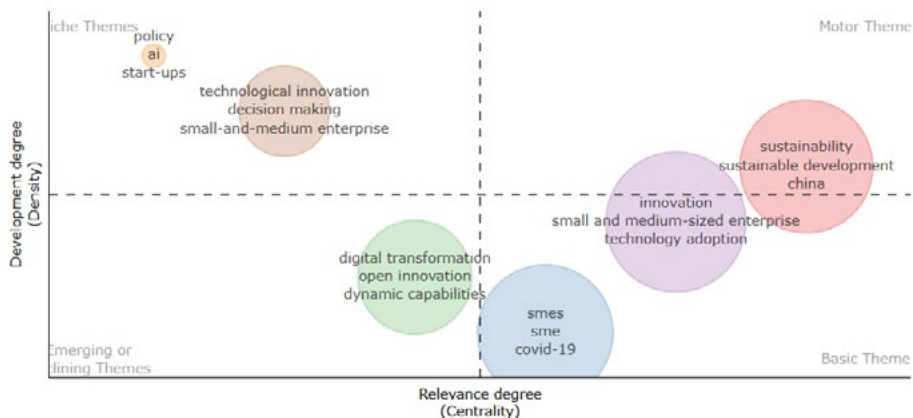 iche Themes
Motor Theme
policy
ai
start-ups
technological innovation
decision making
small-and-medium enterprise
sustainability
sustainable development
china
innovation
small and medium-sized enterprise
technology adoption
digital transformation
open innovation
dynamic capabilities
smes
sme
covid-19
Emerging or
lining Themes
Basic Theme
Development degree
(Density)
Relevance degree
(Centrality)